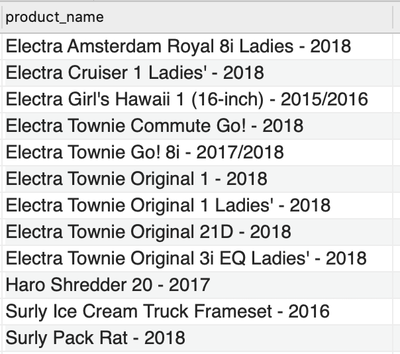 product_name
Electra Amsterdam Royal 8i Ladies - 2018
Electra Cruiser 1 Ladies' - 2018
Electra Girl's Hawaii 1 (16-inch) - 2015/2016
Electra Townie Commute Go! - 2018
Electra Townie Go! 8i - 2017/2018
Electra Townie Original 1 - 2018
Electra Townie Original 1 Ladies' - 2018
Electra Townie Original 21D - 2018
Electra Townie Original 3i EQ Ladies' - 2018
Haro Shredder 20 - 2017
Surly Ice Cream Truck Frameset - 2016
Surly Pack Rat - 2018